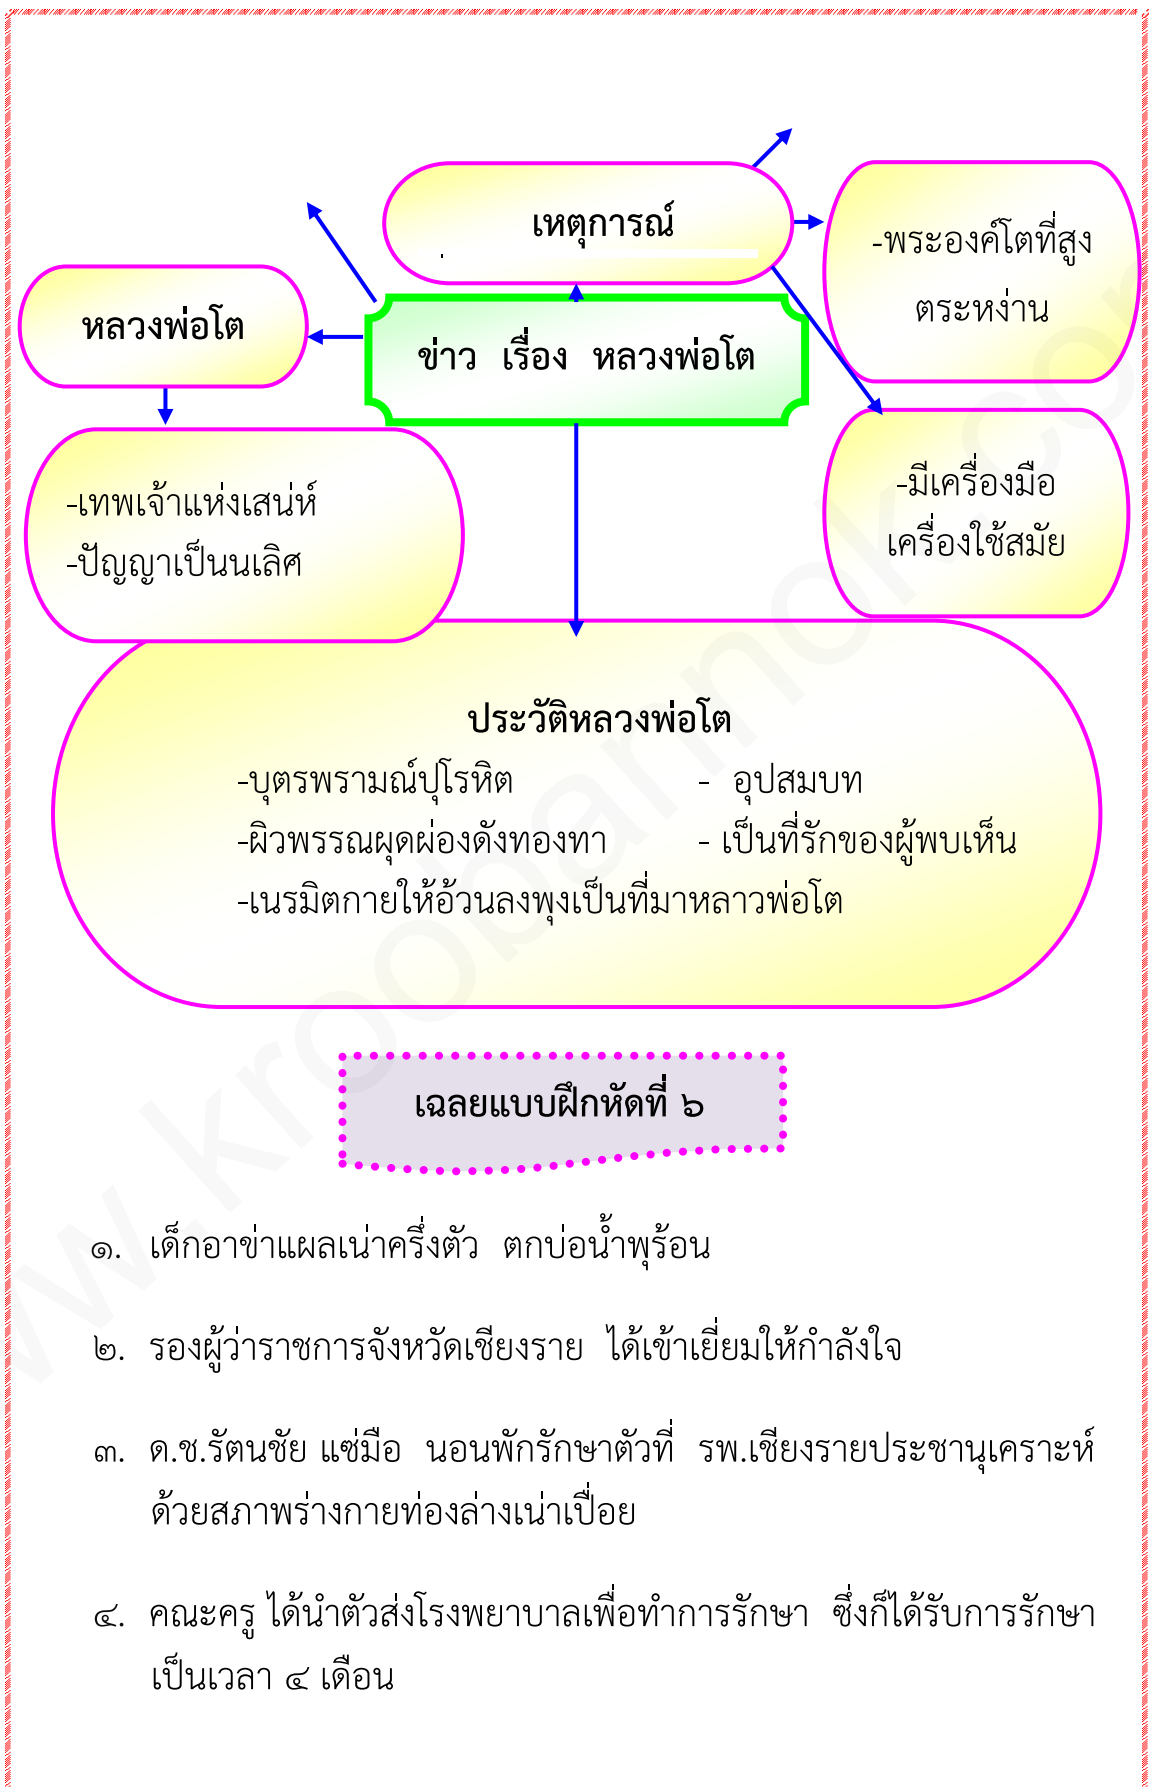 เหตุการณ์
-พระองค์โตที่สูง
ตระหง่าน
หลวงพ่อโต
ข่าว เรื่อง หลวงพ่อโต
-เทพเจ้าแห่งเสน่ห์
-ปัญญาเป็นนเลิศ
-มีเครื่องมือ
เครื่องใช้สมัย
ประวัติหลวงพ่อโต
-บุตรพรามณ์ปุโรหิต - อุปสมบท
-ผิวพรรณผุดผ่องดังทองทา - เป็นที่รักของผู้พบเห็น
-เนรมิตกายให้อ้วนลงพุงเป็นที่มาหลาวพ่อโต
เฉลยแบบฝึกหัดที่ ๖
๑. เด็กอาข่าแผลเน่าครึ่งตัว ตกบ่อน้ำพุร้อน
๒. รองผู้ว่าราชการจังหวัดเชียงราย ได้เข้าเยี่ยมให้กำลังใจ
๓. ด.ช.รัตนชัย แซ่มือ นอนพักรักษาตัวที่ รพ.เชียงรายประชานุเคราะห์
ด้วยสภาพร่างกายท่องล่างเน่าเปื่อย
๔. คณะครู ได้นำตัวส่งโรงพยาบาลเพื่อทำการรักษา ซึ่งก็ได้รับการรักษา
เป็นเวลา ๔ เดือน